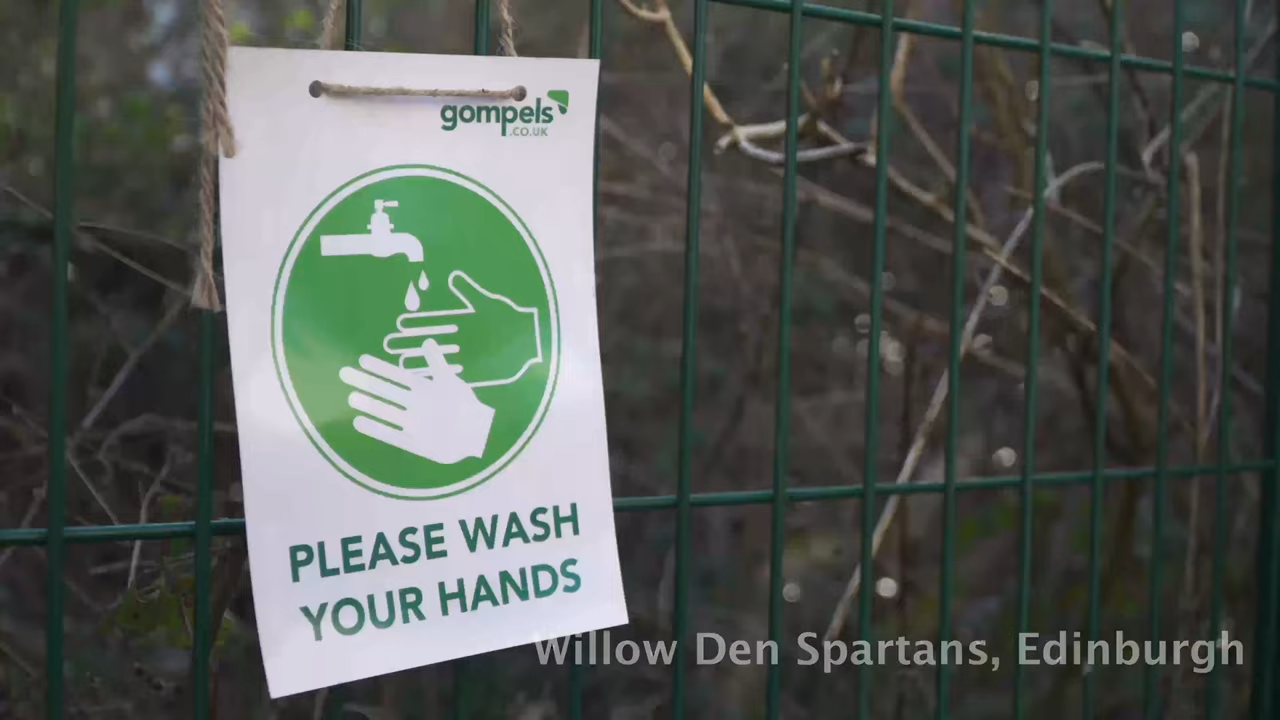 gompels
.CO.UK
PLEASE WASH
YOUR HANDS
Willow Den Spartans, Edinburgh